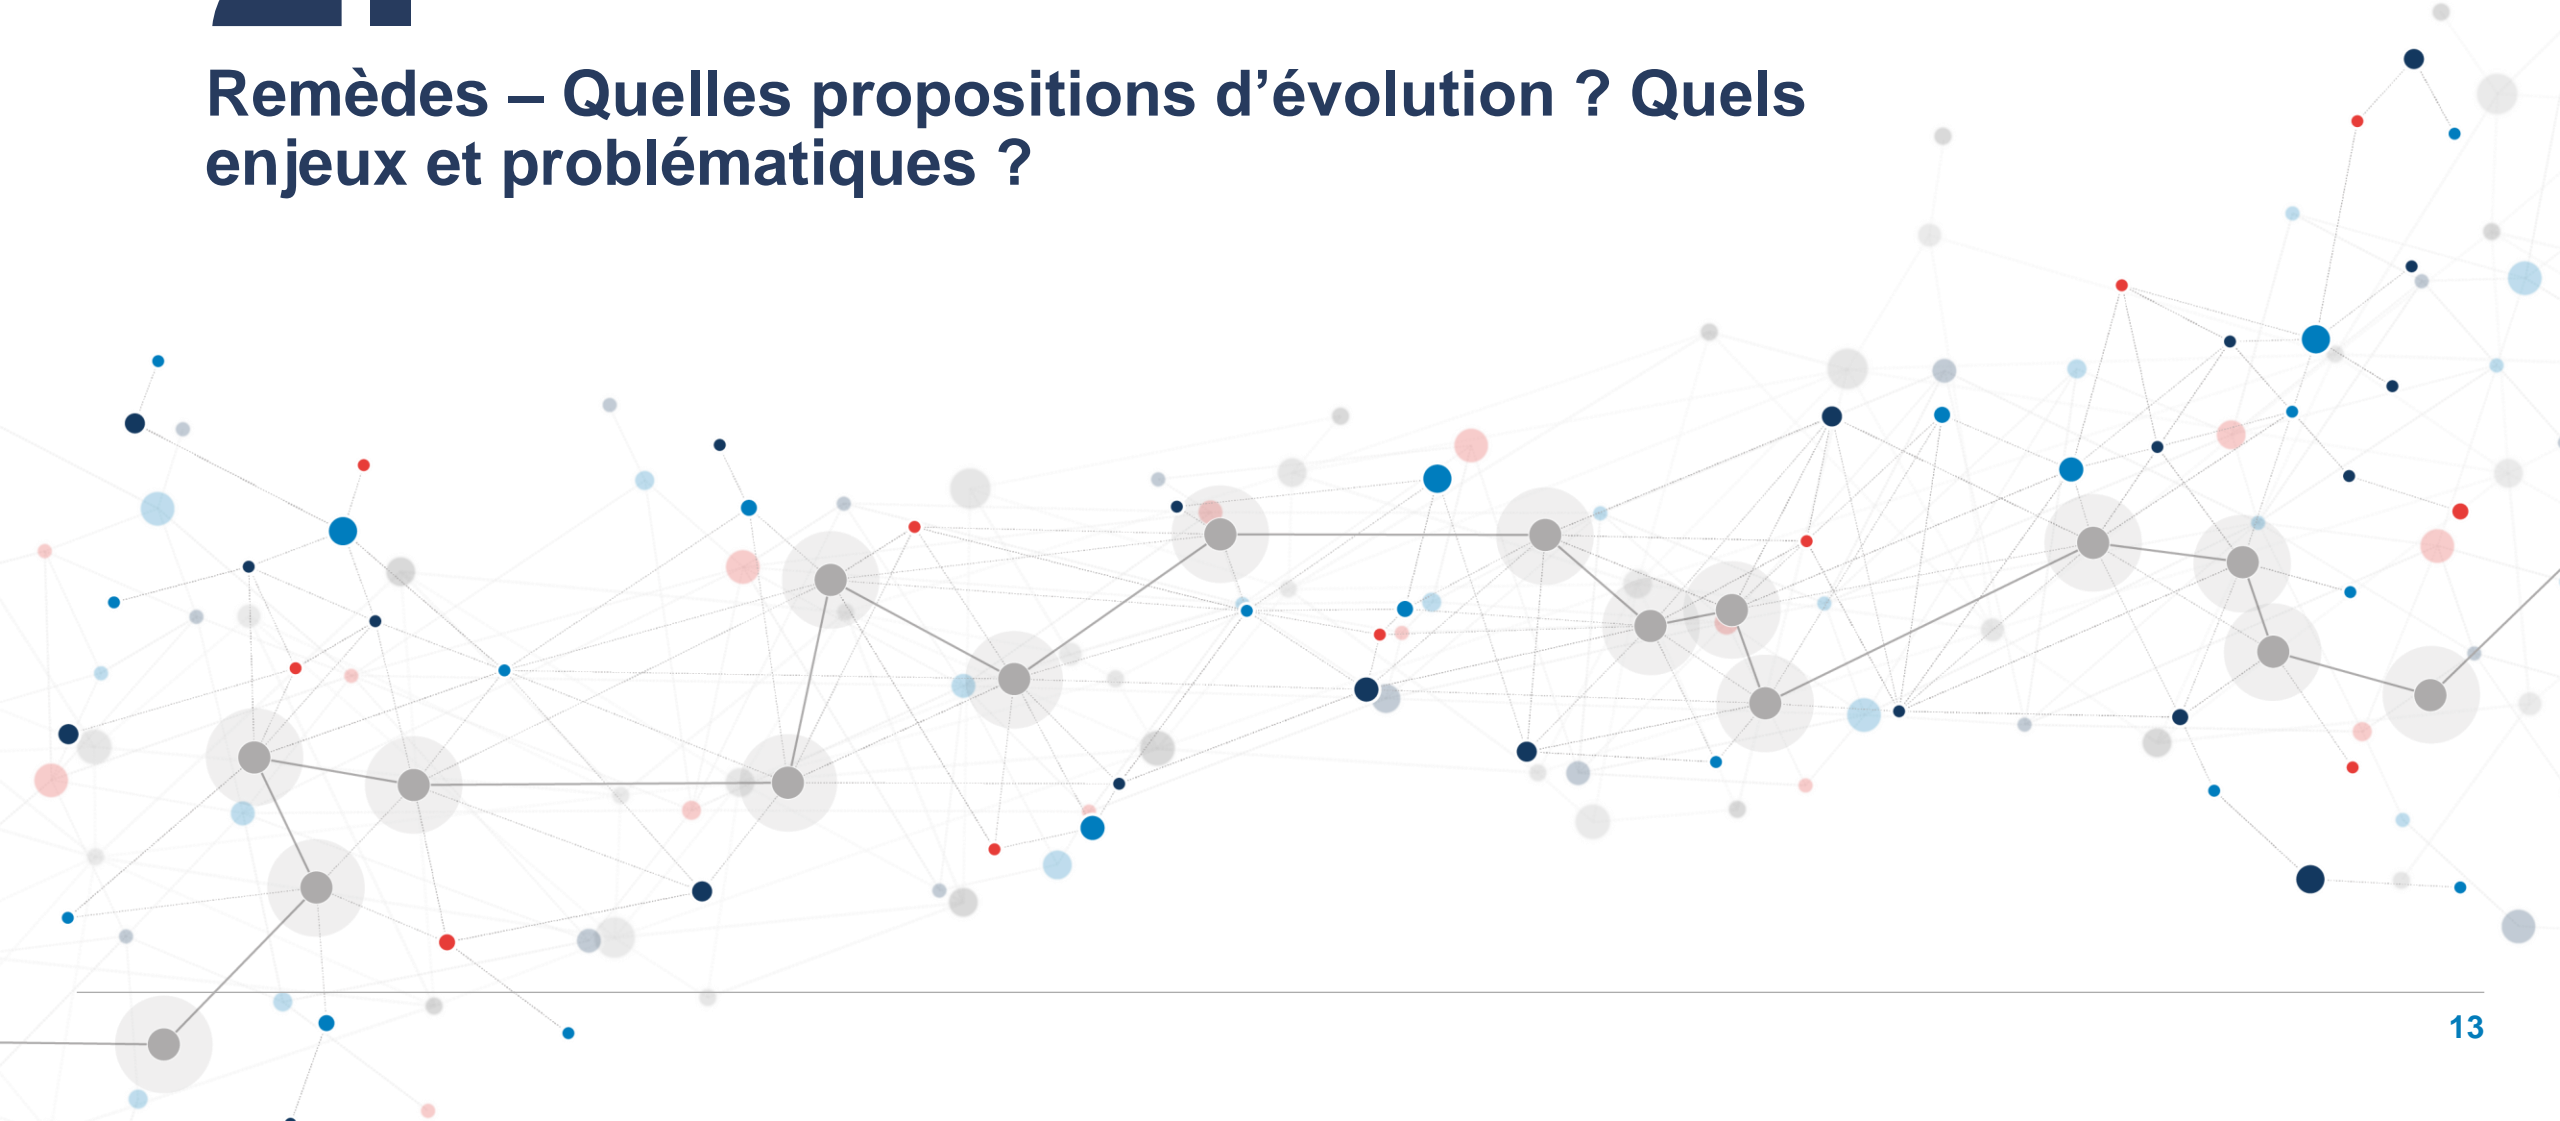 Remèdes – Quelles propositions d’évolution ? Quels
enjeux et problématiques ?
13